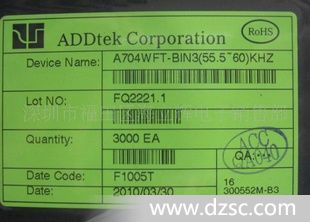 ADDtek Corporation
RoHS
Device Name: A704WFT-BIN3(55.5~60)KHZ
Lot NO: FQ2221.1
Quantity: 3000 EA
ACC
QA040
QA:
Date Code: F1005T
16
Date: 2010/03/30
300552M-B3
www.dzsc.com